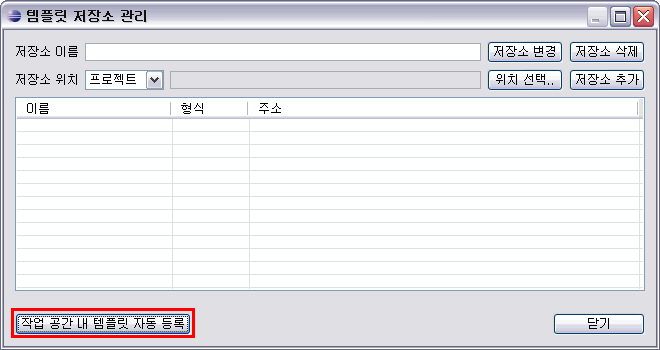 템플릿 저장소 관리
저장소 이름 저장소 변경 저장소 삭제
저장소 위치 프로젝트 위치 선택.. 저장소 추가
이름 형식 주소
작업 공간 내 템플릿 자동 등록 닫기